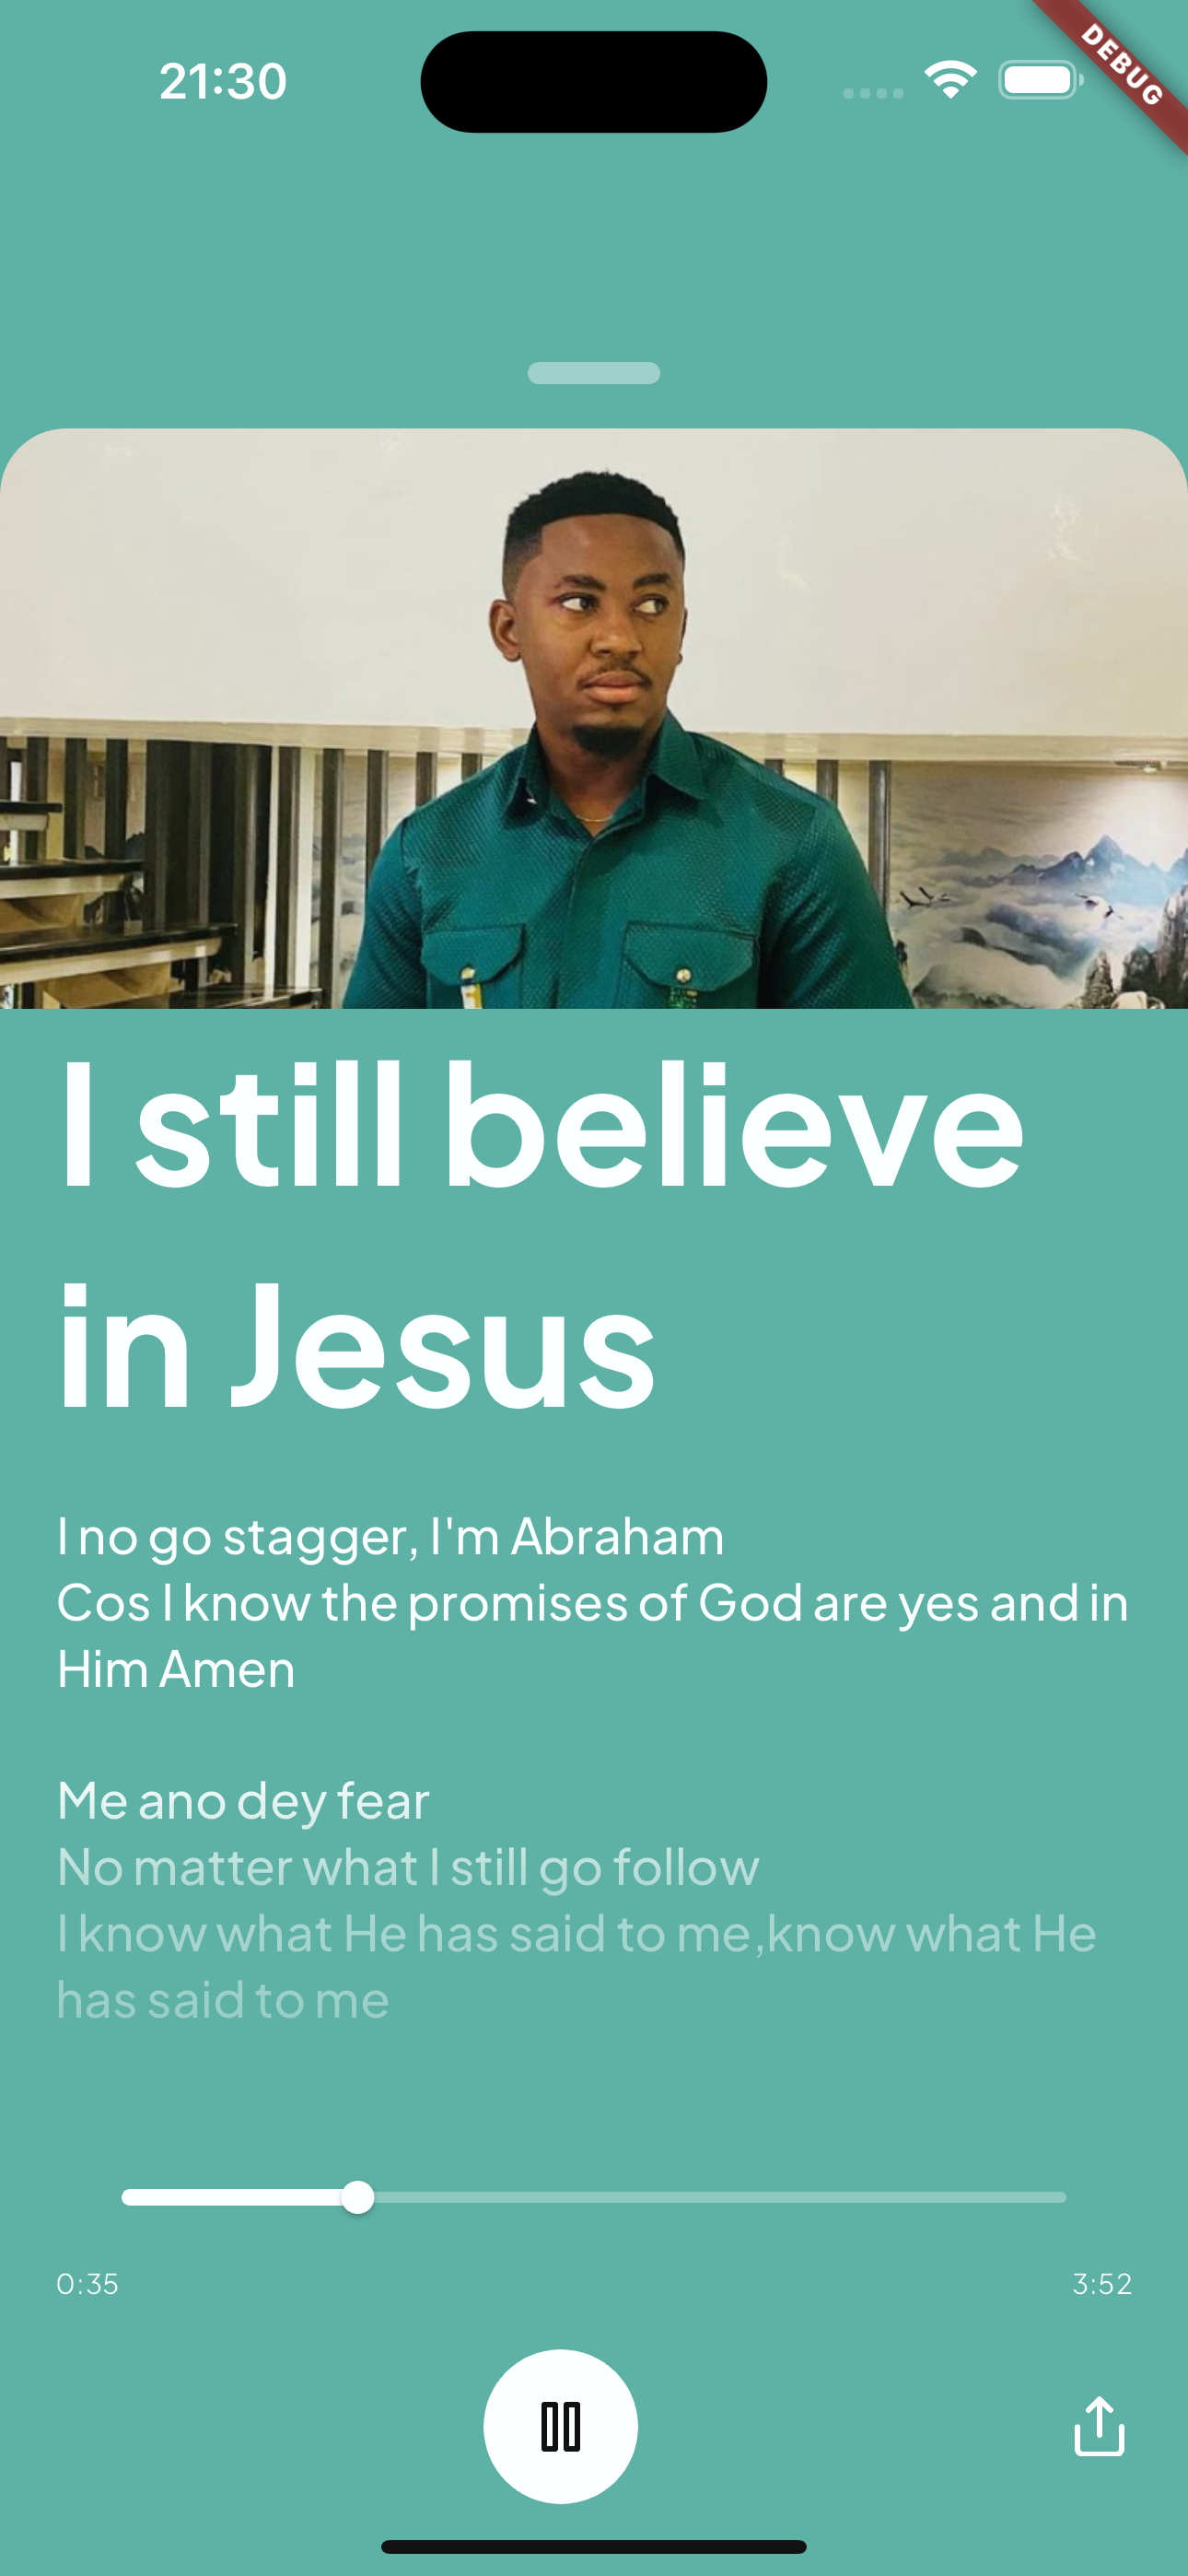 21:30
DEBUG
I still believe
in Jesus
I no go stagger, I'm Abraham
Cos I know the promises of God are yes and in
Him Amen
Me ano dey fear
No matter what I still go follow
I know what He has said to me,know what He
has said to me
0:35
3:52